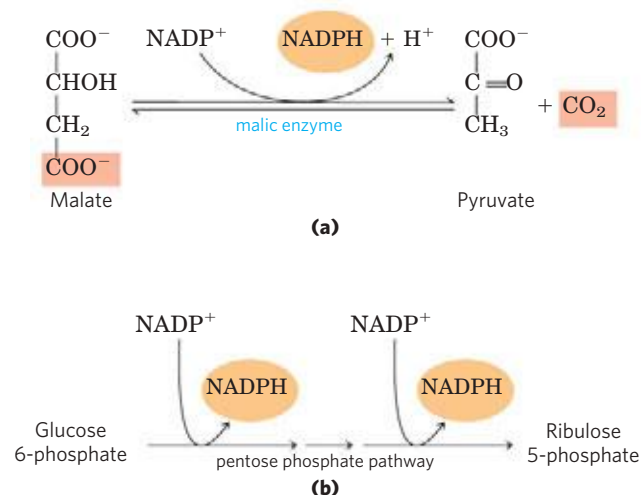 COO⁻ NADP⁺ NADPH + H⁺ COO⁻
CHOH C=O
CH₂ malic enzyme CH₃ + CO₂
COO⁻
Malate Pyruvate
(a)
NADP⁺ NADP⁺
NADPH NADPH
Glucose Ribulose
6-phosphate pentose phosphate pathway 5-phosphate
(b)